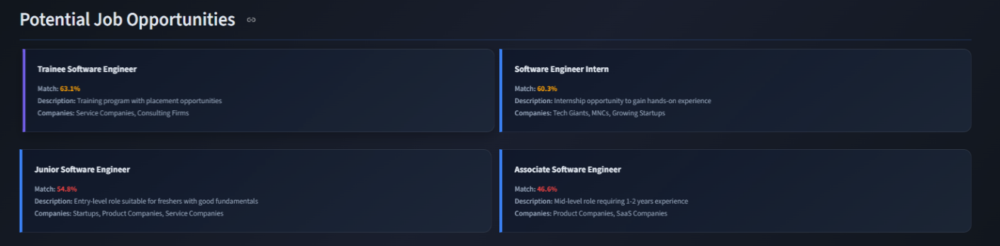 Potential Job Opportunities
Trainee Software Engineer
Match: 63.1%
Description: Training program with placement opportunities
Companies: Service Companies, Consulting Firms
Software Engineer Intern
Match: 60.3%
Description: Internship opportunity to gain hands-on experience
Companies: Tech Giants, MNCs, Growing Startups
Junior Software Engineer
Match: 54.8%
Description: Entry-level role suitable for freshers with good fundamentals
Companies: Startups, Product Companies, Service Companies
Associate Software Engineer
Match: 46.6%
Description: Mid-level role requiring 1-2 years experience
Companies: Product Companies, SaaS Companies